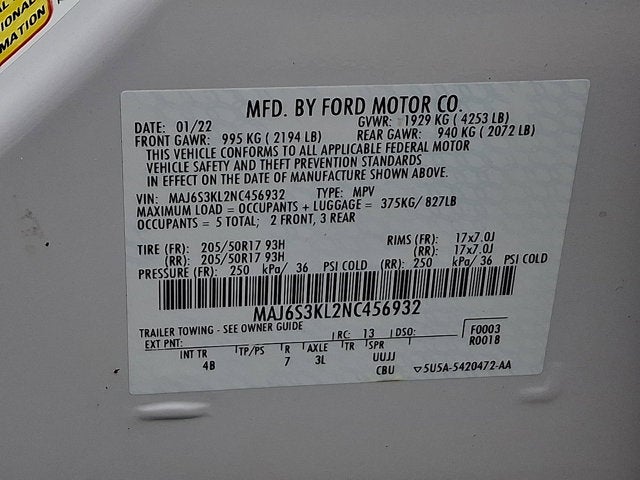 IONAL
MATION
MFD. BY FORD MOTOR CO.
DATE: 01/22 GVWR: 1929 KG ( 4253 LB)
FRONT GAWR: 995 KG ( 2194 LB) REAR GAWR: 940 KG ( 2072 LB)
THIS VEHICLE CONFORMS TO ALL APPLICABLE FEDERAL MOTOR
VEHICLE SAFETY AND THEFT PREVENTION STANDARDS
IN EFFECT ON THE DATE OF MANUFACTURE SHOWN ABOVE.
VIN: MAJ6S3KL2NC456932 TYPE: MPV
MAXIMUM LOAD = OCCUPANTS + LUGGAGE = 375KG/ 827LB
OCCUPANTS = 5 TOTAL; 2 FRONT, 3 REAR
TIRE (FR): 205/50R17 93H RIMS (FR): 17x7.0J
(RR): 205/50R17 93H (RR): 17x7.0J
PRESSURE (FR): 250 kPa/ 36 PSI COLD (RR): 250 kPa/ 36 PSI COLD
MAJ6S3KL2NC456932
TRAILER TOWING - SEE OWNER GUIDE
EXT PNT: RC: 13 DSO: F0003
R0018
INT TR TP/PS R AXLE TR SPR
4B 7 3L UUJJ
CBU ▽5U5A-5420472-AA